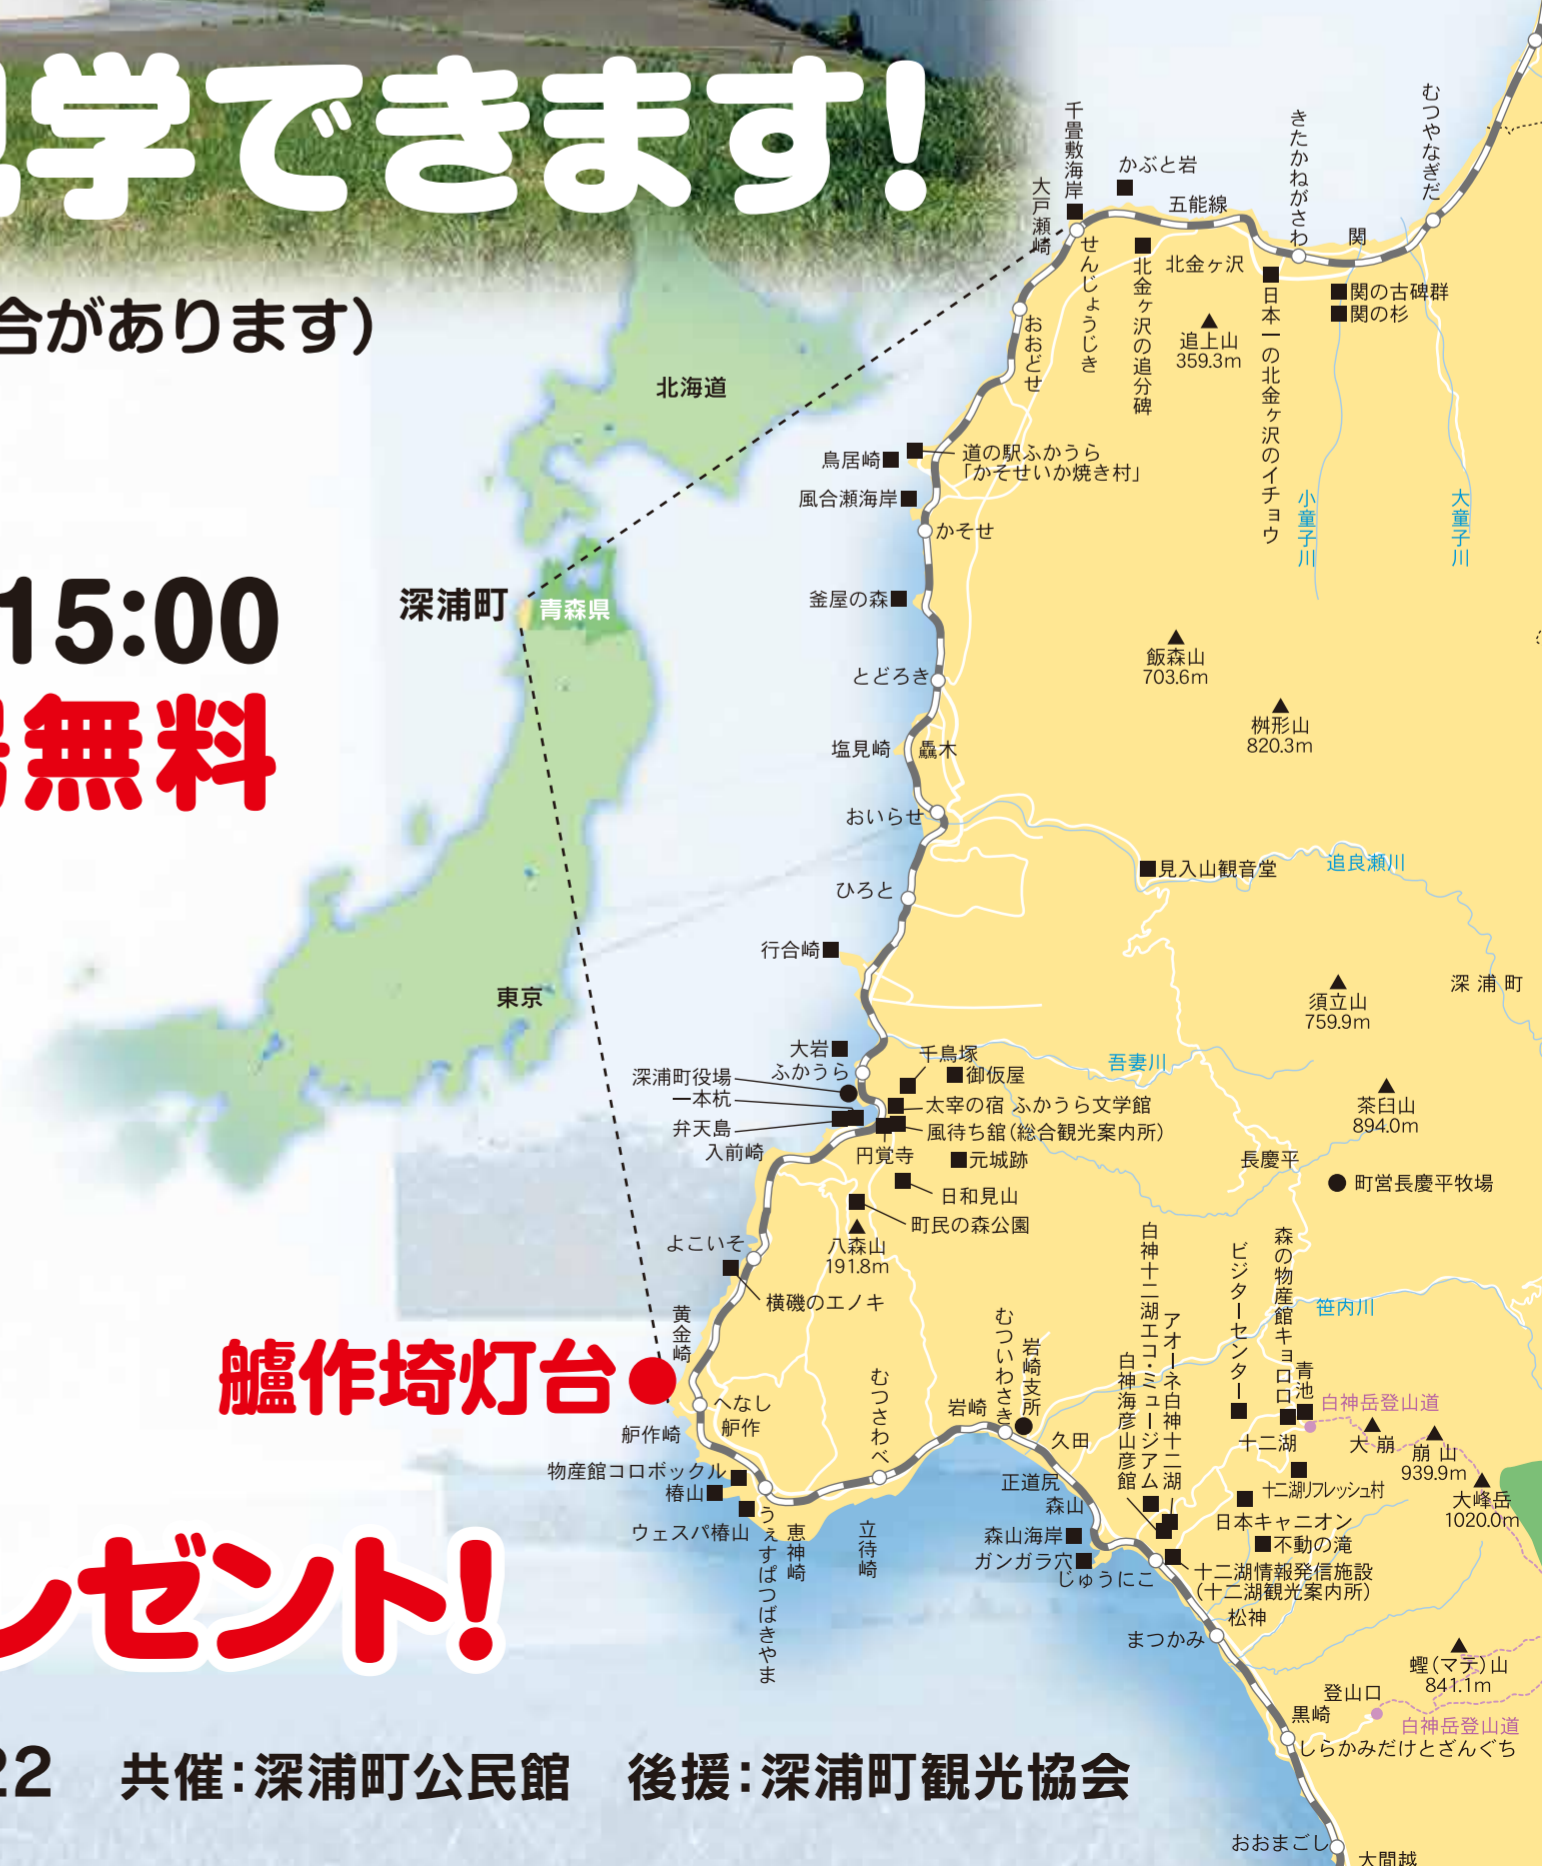 学できます!
合があります)
15:00
無料
艫作埼灯台
レゼント!
22 共催:深浦町公民館 後援:深浦町観光協会
北海道
深浦町
青森県
東京
千畳敷海岸
大戸瀬崎
かぶと岩
五能線
きたかねがさわ
むつやなぎだ
関
せんじょうじき
北金ヶ沢
北金ヶ沢の追分碑
日本一の北金ヶ沢のイチョウ
関の古碑群
関の杉
追上山
359.3m
おおどせ
鳥居崎
道の駅ふかうら
「かそせいか焼き村」
風合瀬海岸
かそせ
小童子川
大童子川
釜屋の森
飯森山
703.6m
とどろき
桝形山
820.3m
塩見崎
轟木
おいらせ
見入山観音堂
追良瀬川
ひろと
行合崎
須立山
759.9m
深浦町
大岩
ふかうら
千鳥塚
御仮屋
吾妻川
深浦町役場
一本杭
弁天島
入前崎
太宰の宿 ふかうら文学館
風待ち舘(総合観光案内所)
円覚寺
元城跡
茶臼山
894.0m
長慶平
町営長慶平牧場
日和見山
町民の森公園
八森山
191.8m
よこいそ
横磯のエノキ
黄金崎
へなし
舮作
舮作崎
物産館コロボックル
椿山
ウェスパ椿山
うぇすぱつばきやま
恵神崎
立待崎
むつさわべ
岩崎
むついわさき
岩崎支所
久田
正道尻
森山
森山海岸
ガンガラ穴
じゅうにこ
白神十二湖エコ・ミュージアム
アオーネ白神十二湖
白神海彦山彦館
ビジターセンター
森の物産館キョロロ
青池
笹内川
白神岳登山道
十二湖
大崩
崩山
939.9m
大峰岳
1020.0m
十二湖リフレッシュ村
日本キャニオン
不動の滝
十二湖情報発信施設
(十二湖観光案内所)
松神
まつかみ
蟶(マテ)山
841.1m
登山口
黒崎
白神岳登山道
しらかみだけとざんぐち
おおまごし
大間越